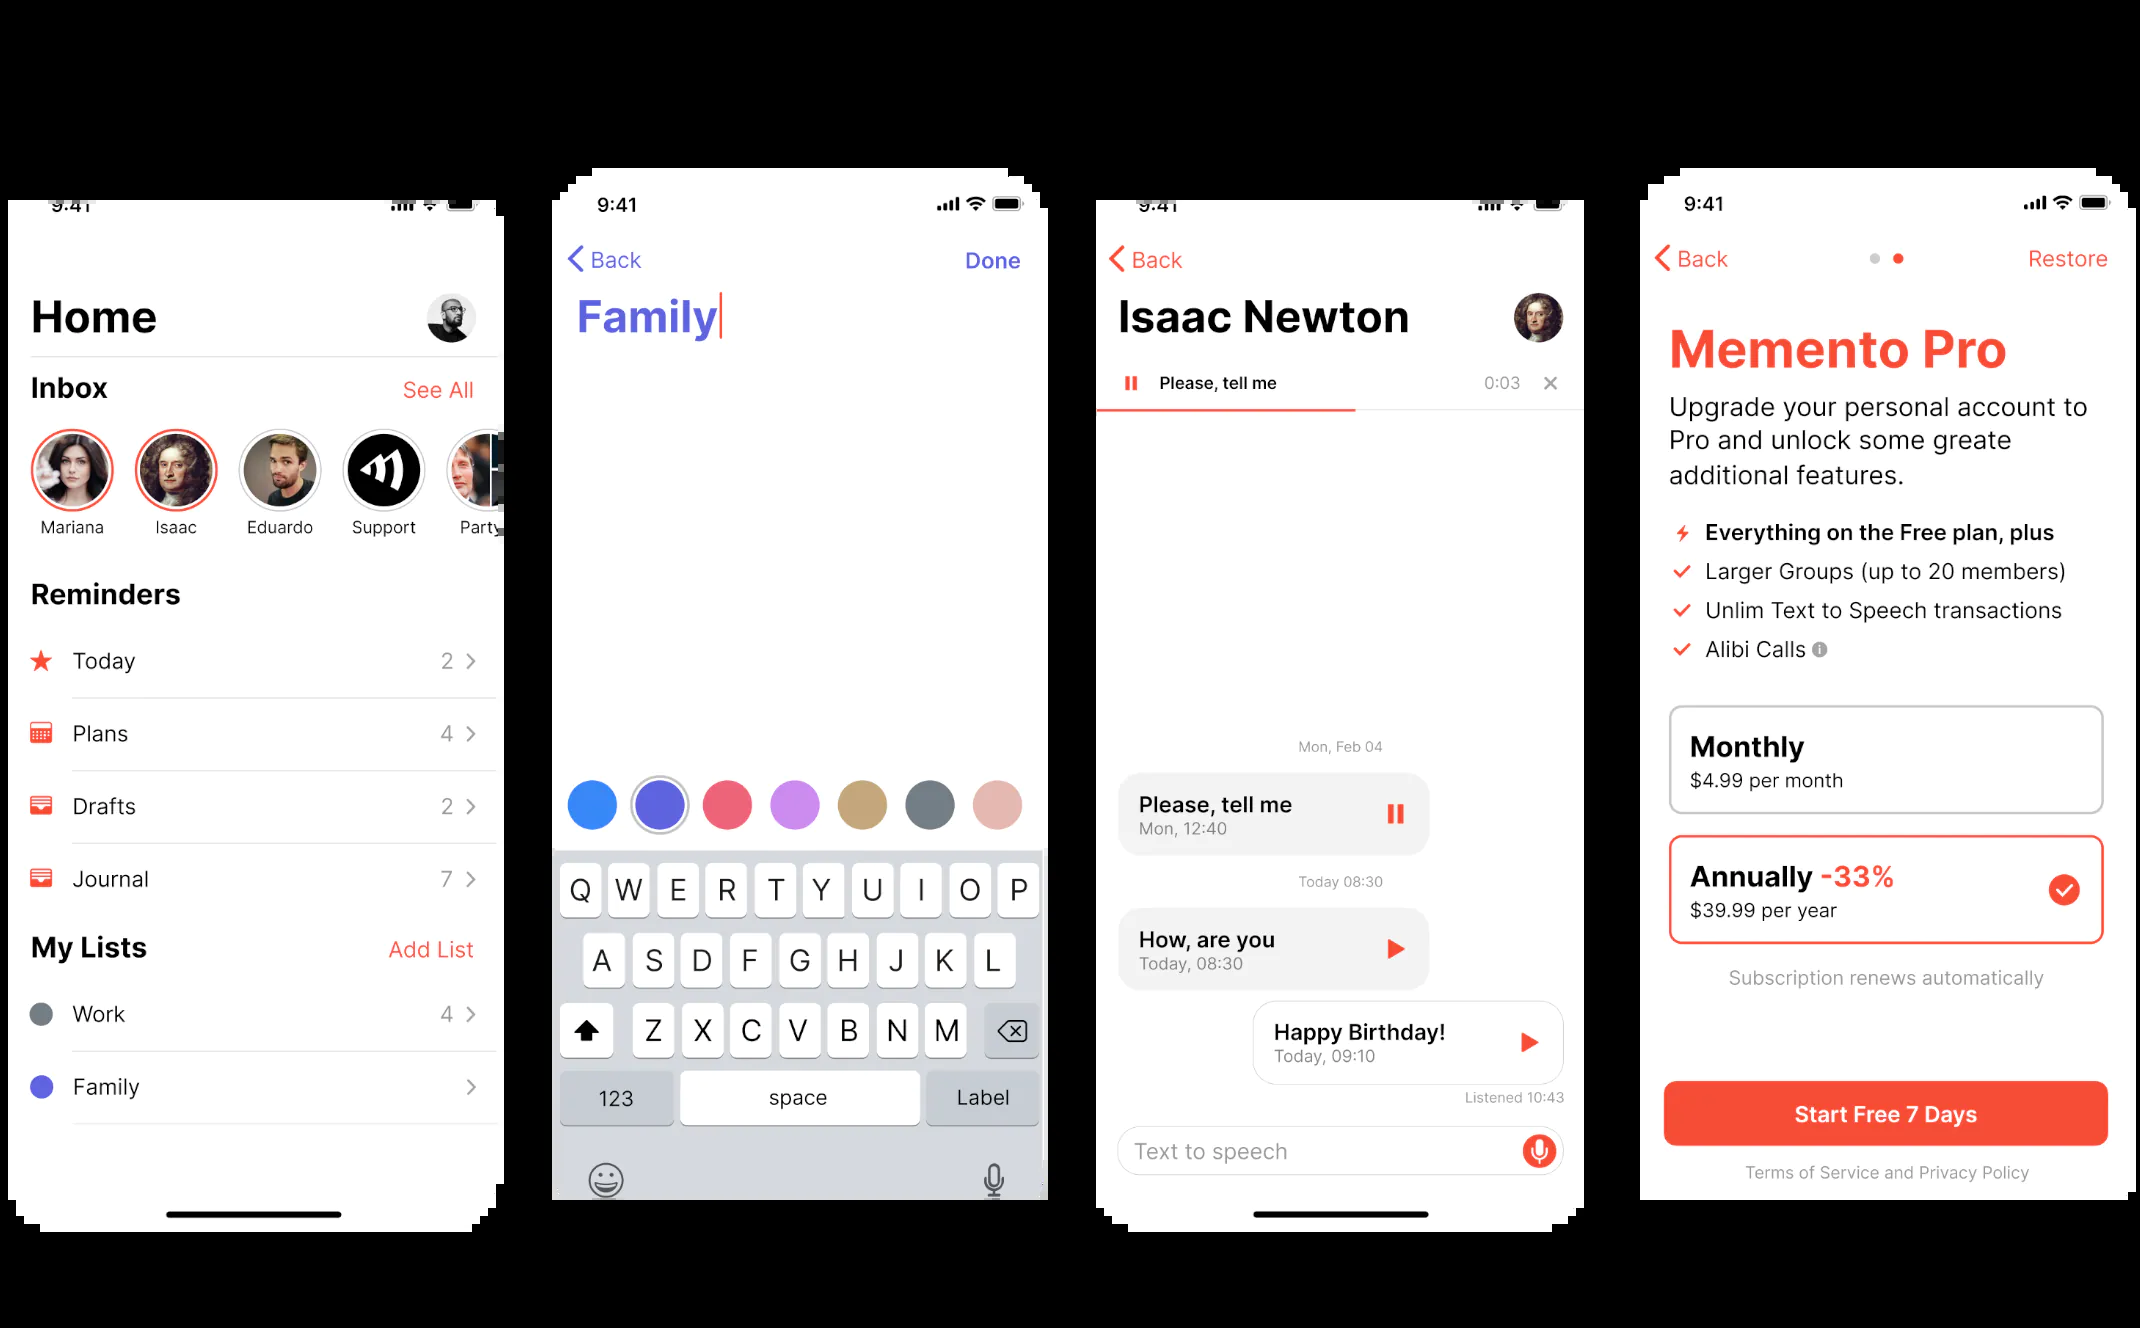 9:41
Home
Inbox
See All
Mariana
Isaac
Eduardo
Support
Party
Reminders
Today
2
Plans
4
Drafts
2
Journal
7
My Lists
Add List
Work
4
Family
9:41
Back
Done
Family
Q W E R T Y U I O P
A S D F G H J K L
Z X C V B N M
123
space
Label
9:41
Back
Isaac Newton
Please, tell me
0:03
Mon, Feb 04
Please, tell me
Mon, 12:40
Today 08:30
How, are you
Today, 08:30
Happy Birthday!
Today, 09:10
Listened 10:43
Text to speech
9:41
Back
Restore
Memento Pro
Upgrade your personal account to
Pro and unlock some greate
additional features.
Everything on the Free plan, plus
Larger Groups (up to 20 members)
Unlim Text to Speech transactions
Alibi Calls
Monthly
$4.99 per month
Annually -33%
$39.99 per year
Subscription renews automatically
Start Free 7 Days
Terms of Service and Privacy Policy